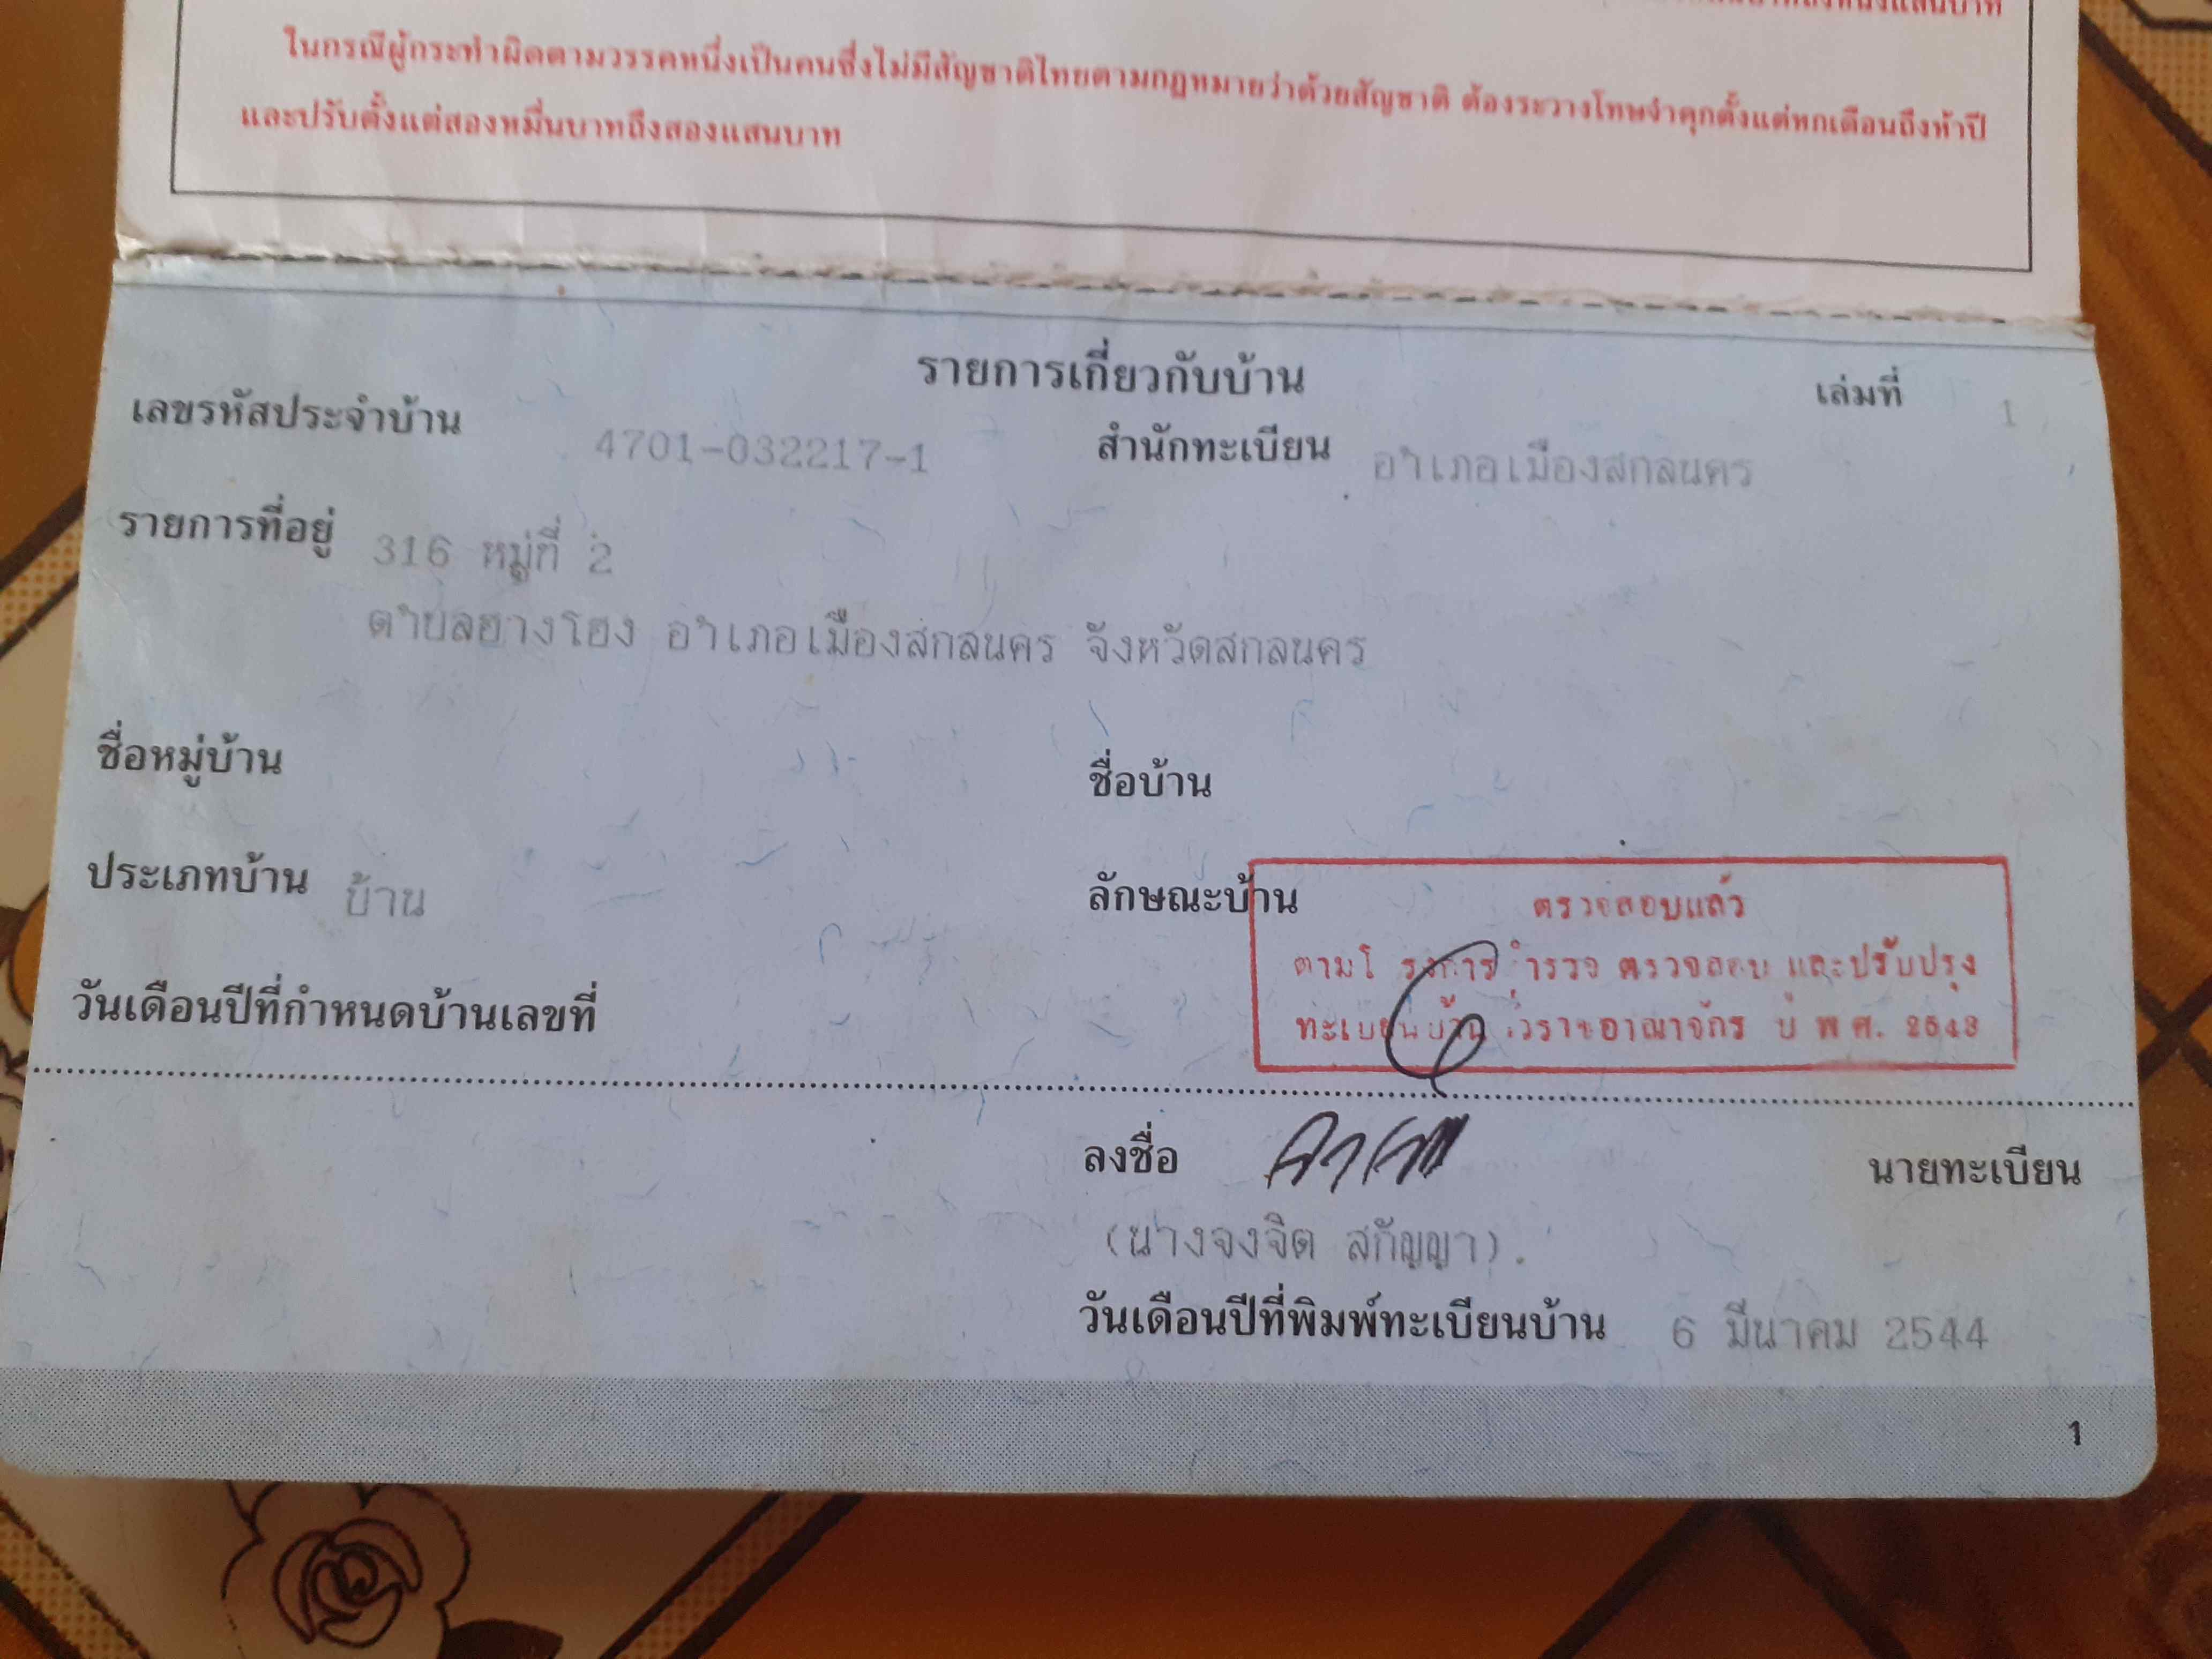 ในกรณีผู้กระทำผิดตามวรรคหนึ่งเป็นคนซึ่งไม่มีสัญชาติไทยตามกฎหมายว่าด้วยสัญชาติ ต้องระวางโทษจำคุกตั้งแต่หกเดือนถึงห้าปี
และปรับตั้งแต่สองหมื่นบาทถึงสองแสนบาท
รายการเกี่ยวกับบ้าน
เล่มที่ 1
เลขรหัสประจำบ้าน 4701-032217-1 สำนักทะเบียน อำเภอเมืองสกลนคร
รายการที่อยู่ 316 หมู่ที่ 2
ตำบลฮางโฮง อำเภอเมืองสกลนคร จังหวัดสกลนคร
ชื่อหมู่บ้าน ชื่อบ้าน
ประเภทบ้าน บ้าน ลักษณะบ้าน
ตรวจสอบแล้ว
ตามโครงการสำรวจ ตรวจสอบ และปรับปรุง
ทะเบียนบ้านทั่วราชอาณาจักร ปี พ.ศ. 2543
วันเดือนปีที่กำหนดบ้านเลขที่
ลงชื่อ นายทะเบียน
(นางจงจิต สกัญญา).
วันเดือนปีที่พิมพ์ทะเบียนบ้าน 6 มีนาคม 2544
1